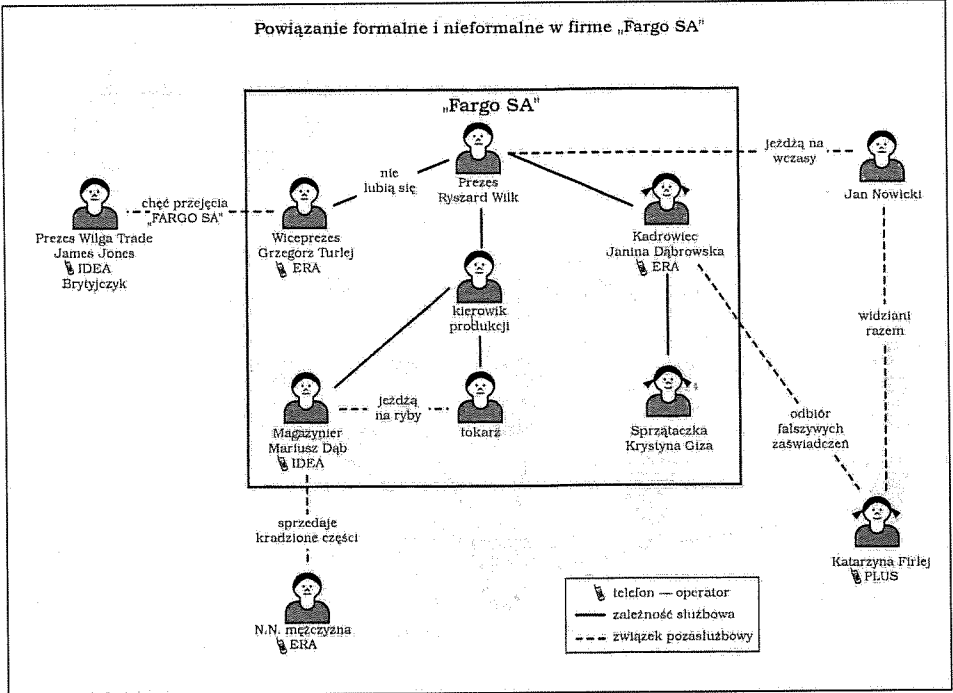 Powiązanie formalne i nieformalne w firme „Fargo SA"
„Fargo SA"
Prezes
Ryszard Wilk
nie
lubią się
jeżdżą na
wczasy
Jan Nowicki
chęć przejęcia
„FARGO SA"
Prezes Wilga Trade
James Jones
IDEA
Brytyjczyk
Wiceprezes
Grzegorz Turlej
ERA
Kadrowiec
Janina Dąbrowska
ERA
kierowik
produkcji
widziani
razem
jeżdżą
na ryby
Magazynier
Mariusz Dąb
IDEA
tokarz
Sprzątaczka
Krystyna Giza
odbiór
falszywych
zaświadczeń
sprzedaje
kradzione części
Katarzyna Firlej
PLUS
N.N. mężczyzna
ERA
telefon — operator
zależność służbowa
związek pozasłużbowy